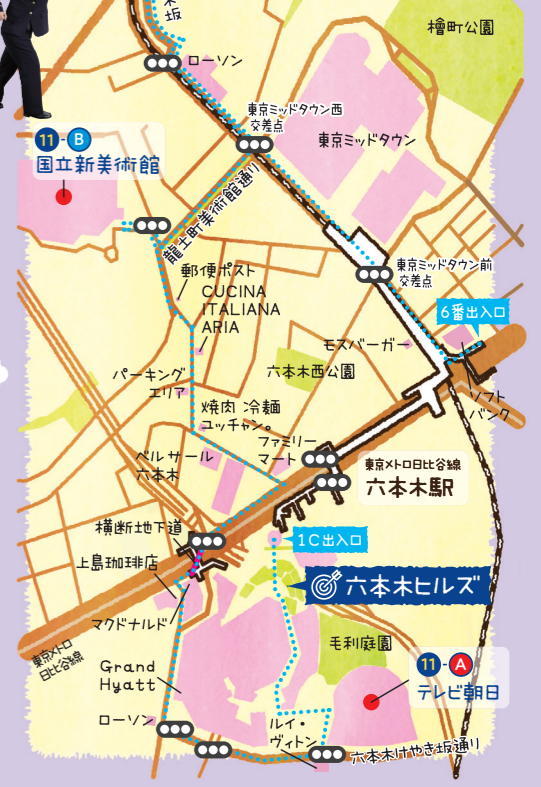 木
坂
ローソン
檜町公園
東京ミッドタウン西
交差点
東京ミッドタウン
11-B
国立新美術館
龍土町美術館通り
郵便ポスト
CUCINA
ITALIANA
ARIA
東京ミッドタウン前
交差点
6番出入口
モスバーガー
六本木西公園
ソフト
バンク
パーキング
エリア
焼肉 冷麺
ユッチャン。
ファミリー
マート
ベルサール
六本木
東京メトロ日比谷線
六本木駅
横断地下道
1C出入口
上島珈琲店
六本木ヒルズ
マクドナルド
東京メトロ
日比谷線
毛利庭園
Grand
Hyatt
11-A
テレビ朝日
ローソン
ルイ・
ヴィトン
六本木けやき坂通り